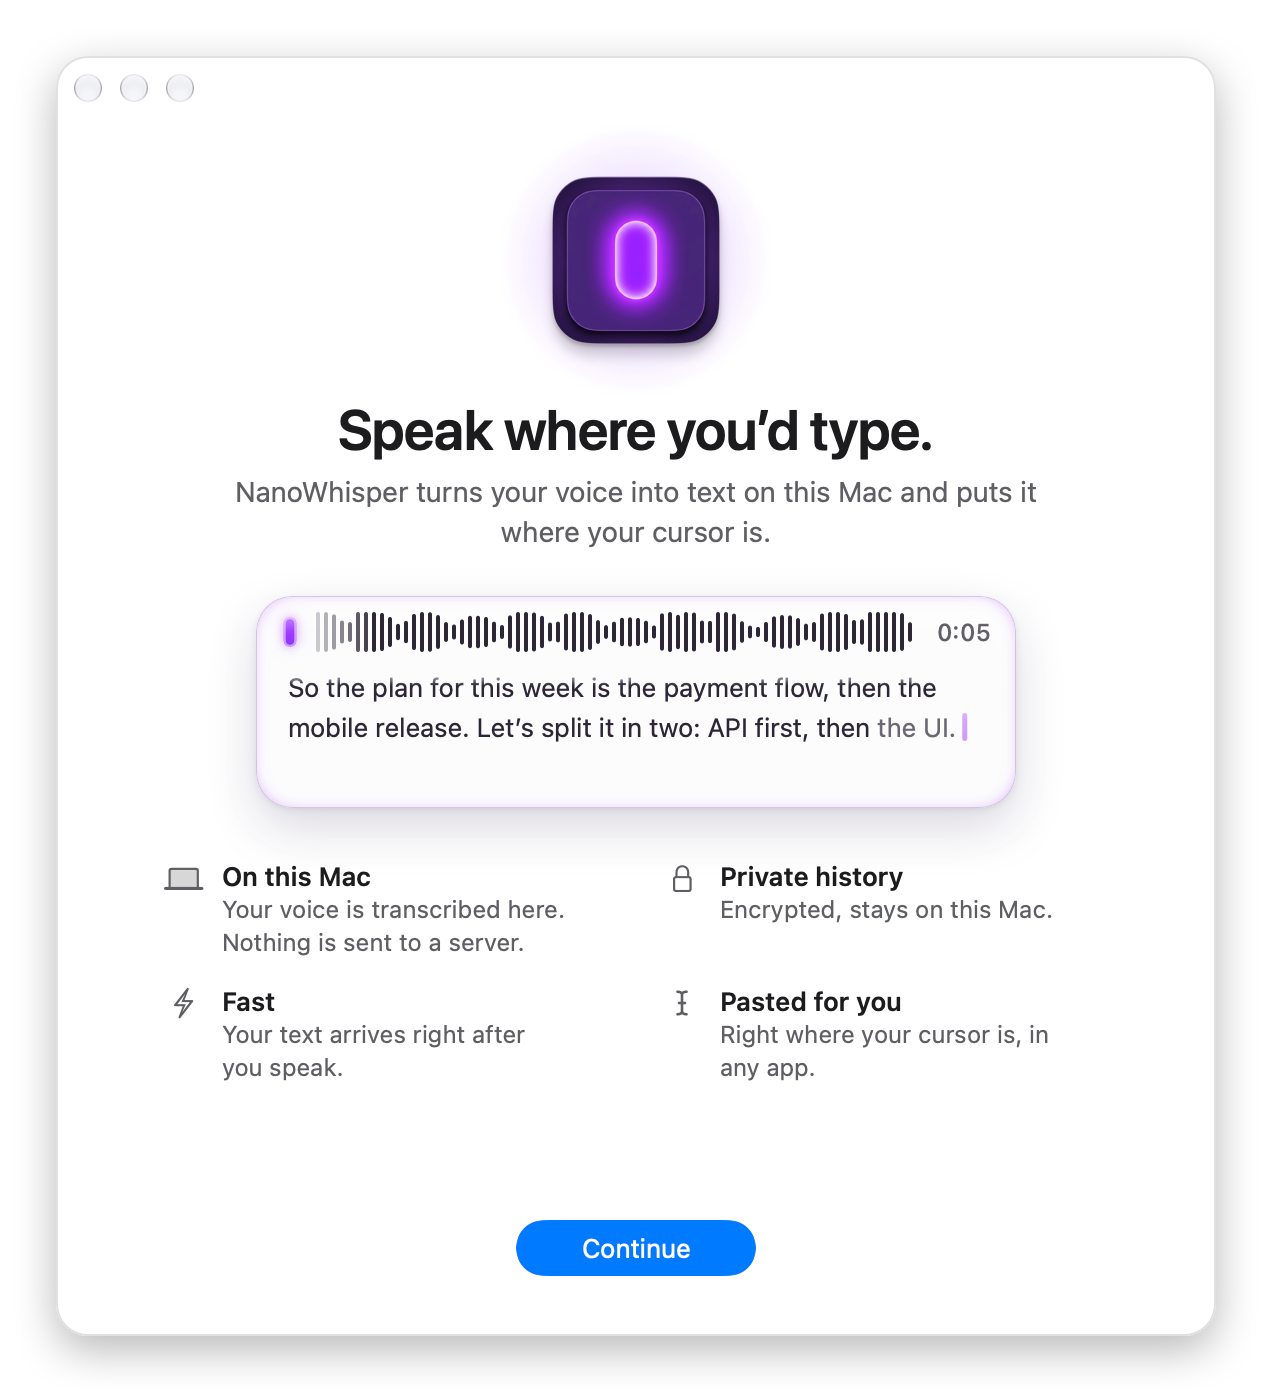 Speak where you’d type.
NanoWhisper turns your voice into text on this Mac and puts it
where your cursor is.
0:05
So the plan for this week is the payment flow, then the
mobile release. Let’s split it in two: API first, then the UI.
On this Mac
Your voice is transcribed here.
Nothing is sent to a server.
Private history
Encrypted, stays on this Mac.
Fast
Your text arrives right after
you speak.
Pasted for you
Right where your cursor is, in
any app.
Continue